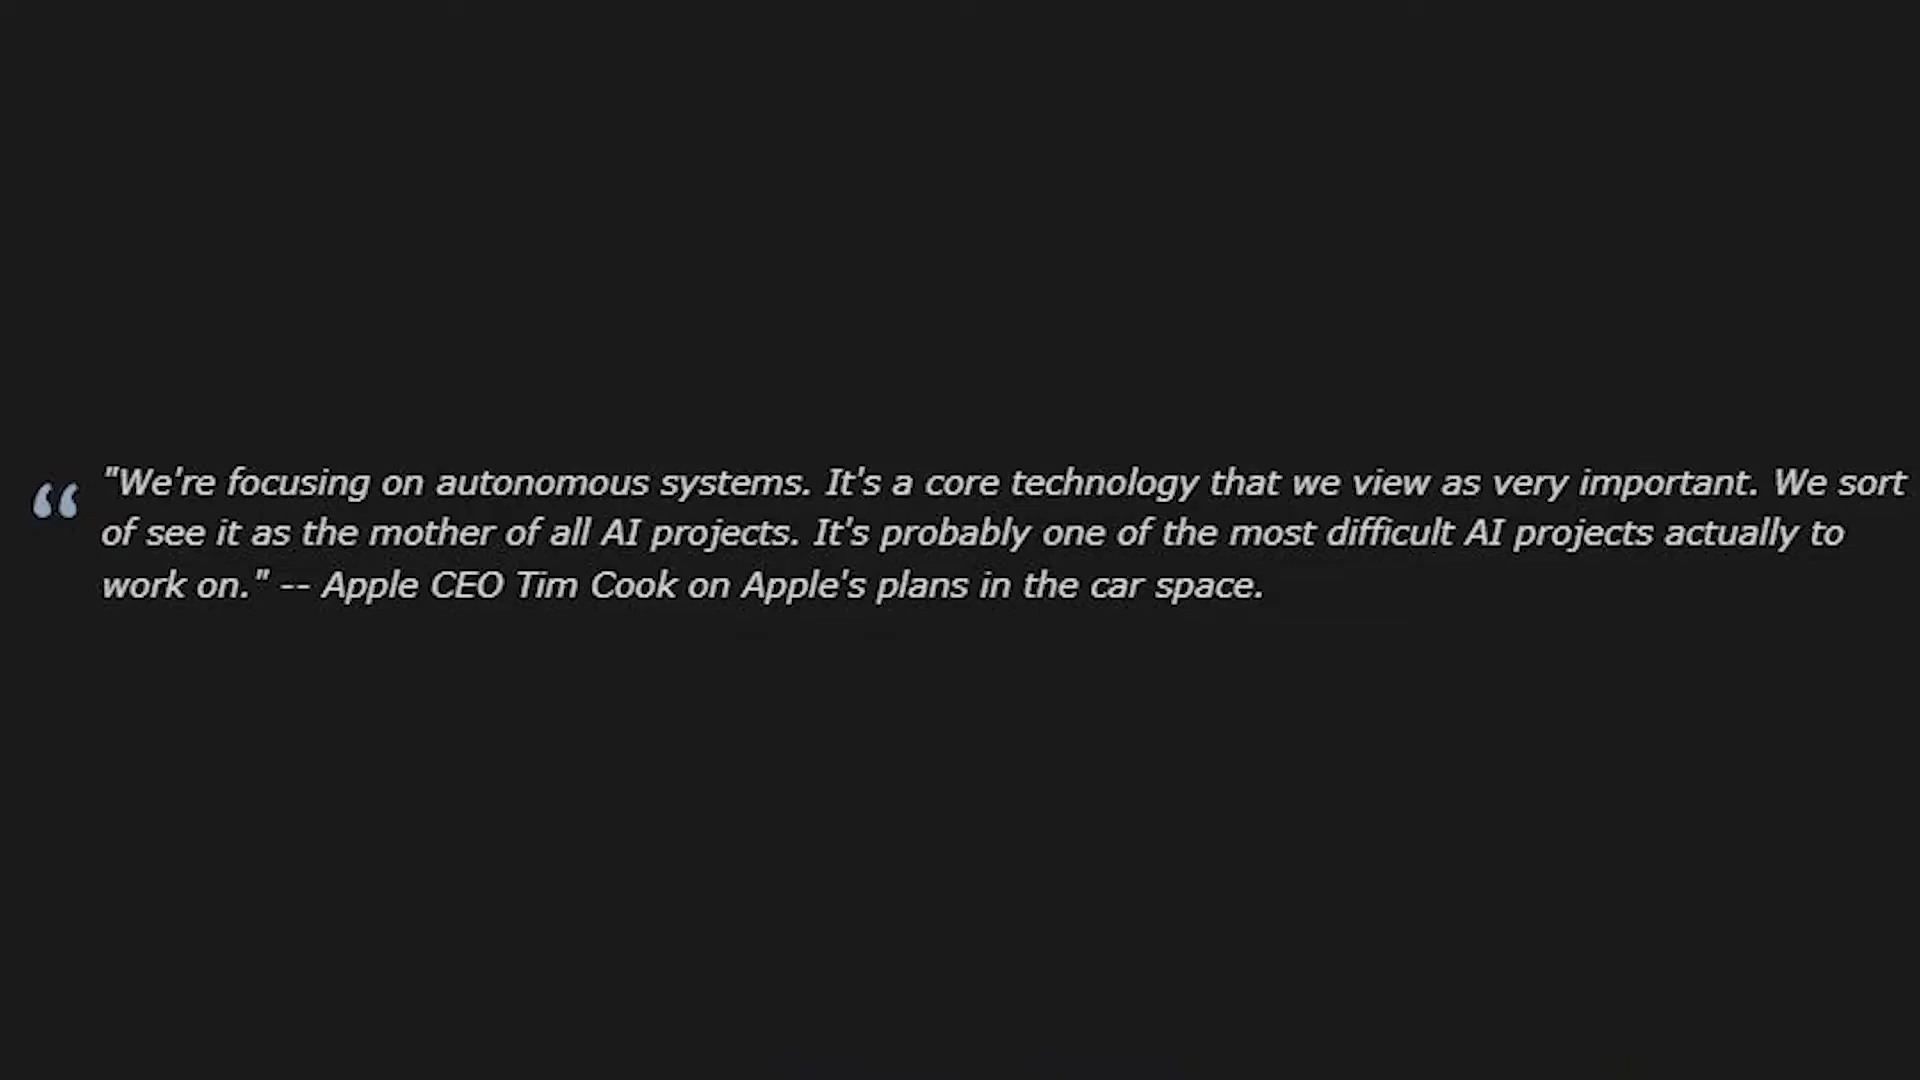 "We're focusing on autonomous systems. It's a core technology that we view as very important. We sort
of see it as the mother of all AI projects. It's probably one of the most difficult AI projects actually to
work on." -- Apple CEO Tim Cook on Apple's plans in the car space.